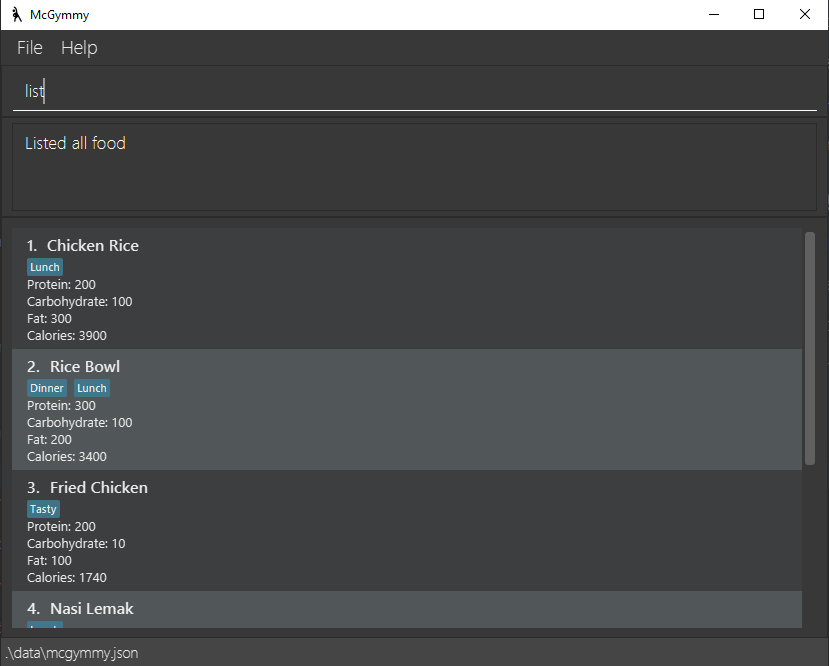 McGymmy
File Help
list
Listed all food
1. Chicken Rice
Lunch
Protein: 200
Carbohydrate: 100
Fat: 300
Calories: 3900
2. Rice Bowl
Dinner Lunch
Protein: 300
Carbohydrate: 100
Fat: 200
Calories: 3400
3. Fried Chicken
Tasty
Protein: 200
Carbohydrate: 10
Fat: 100
Calories: 1740
4. Nasi Lemak
.\data\mcgymmy.json